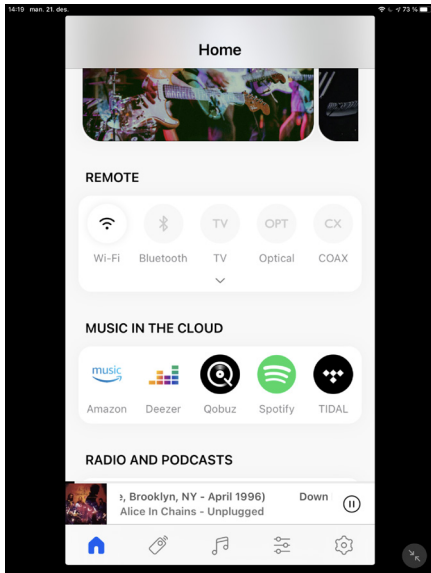 14:19 man. 21. des. 73 %
Home
REMOTE
TV OPT CX
Wi-Fi Bluetooth TV Optical COAX
MUSIC IN THE CLOUD
music
Amazon Deezer Qobuz Spotify TIDAL
RADIO AND PODCASTS
e, Brooklyn, NY - April 1996) Down
Alice In Chains - Unplugged